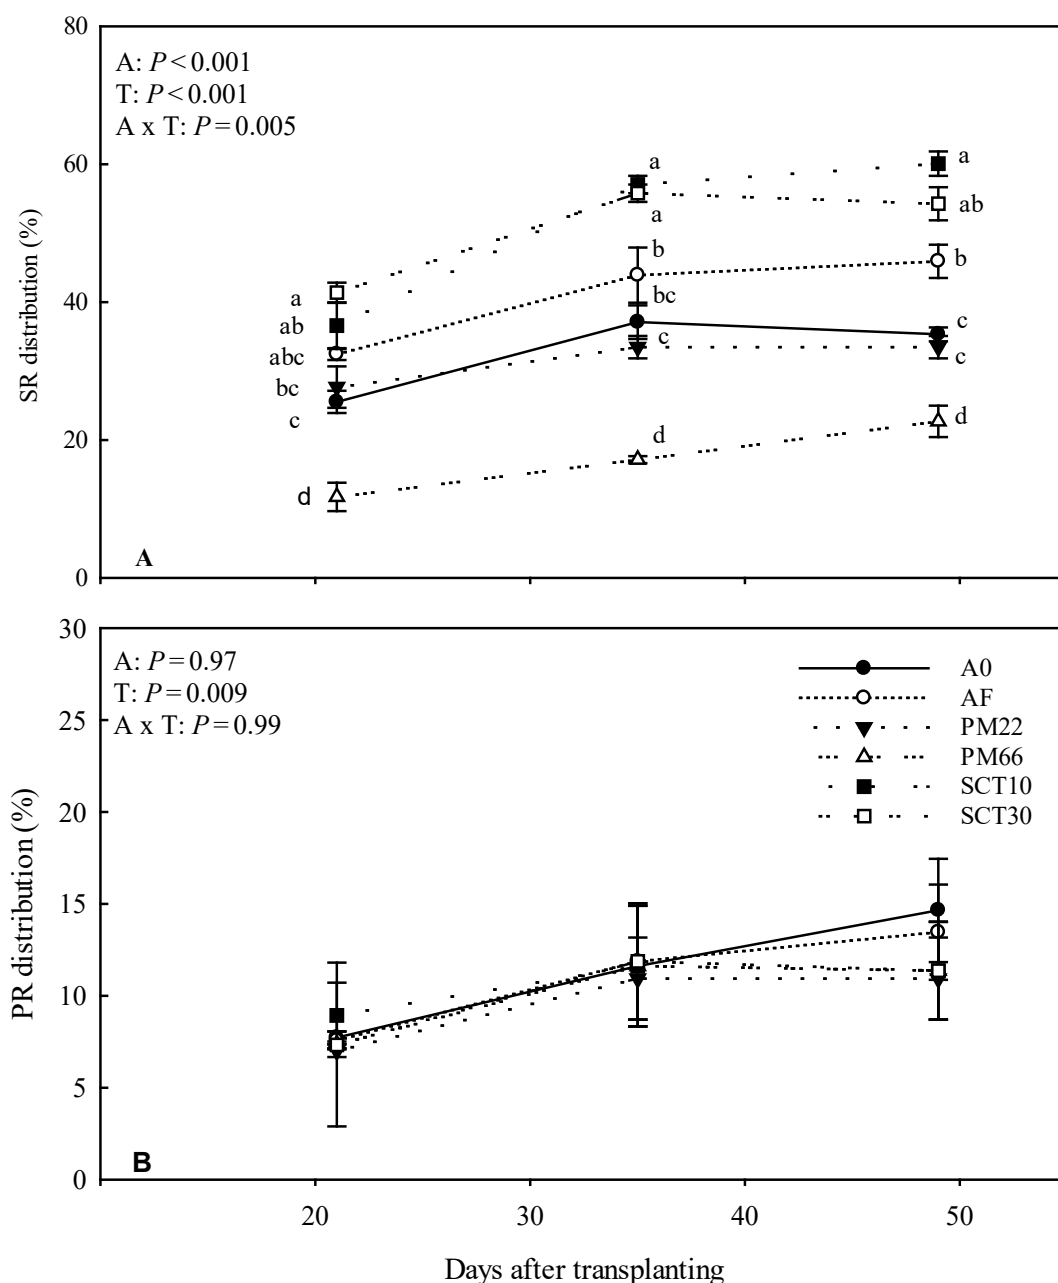 80
A: P < 0.001
T: P < 0.001
A x T: P = 0.005
60
a
a
a
ab
SR distribution (%)
b
b
40
a
bc
ab
c
c
abc
c
bc
c
20
d
d
d
A
0
30
A: P = 0.97
T: P = 0.009
A x T: P = 0.99
A0
AF
PM22
PM66
SCT10
SCT30
25
20
15
PR distribution (%)
10
5
B
0
20 30 40 50
Days after transplanting